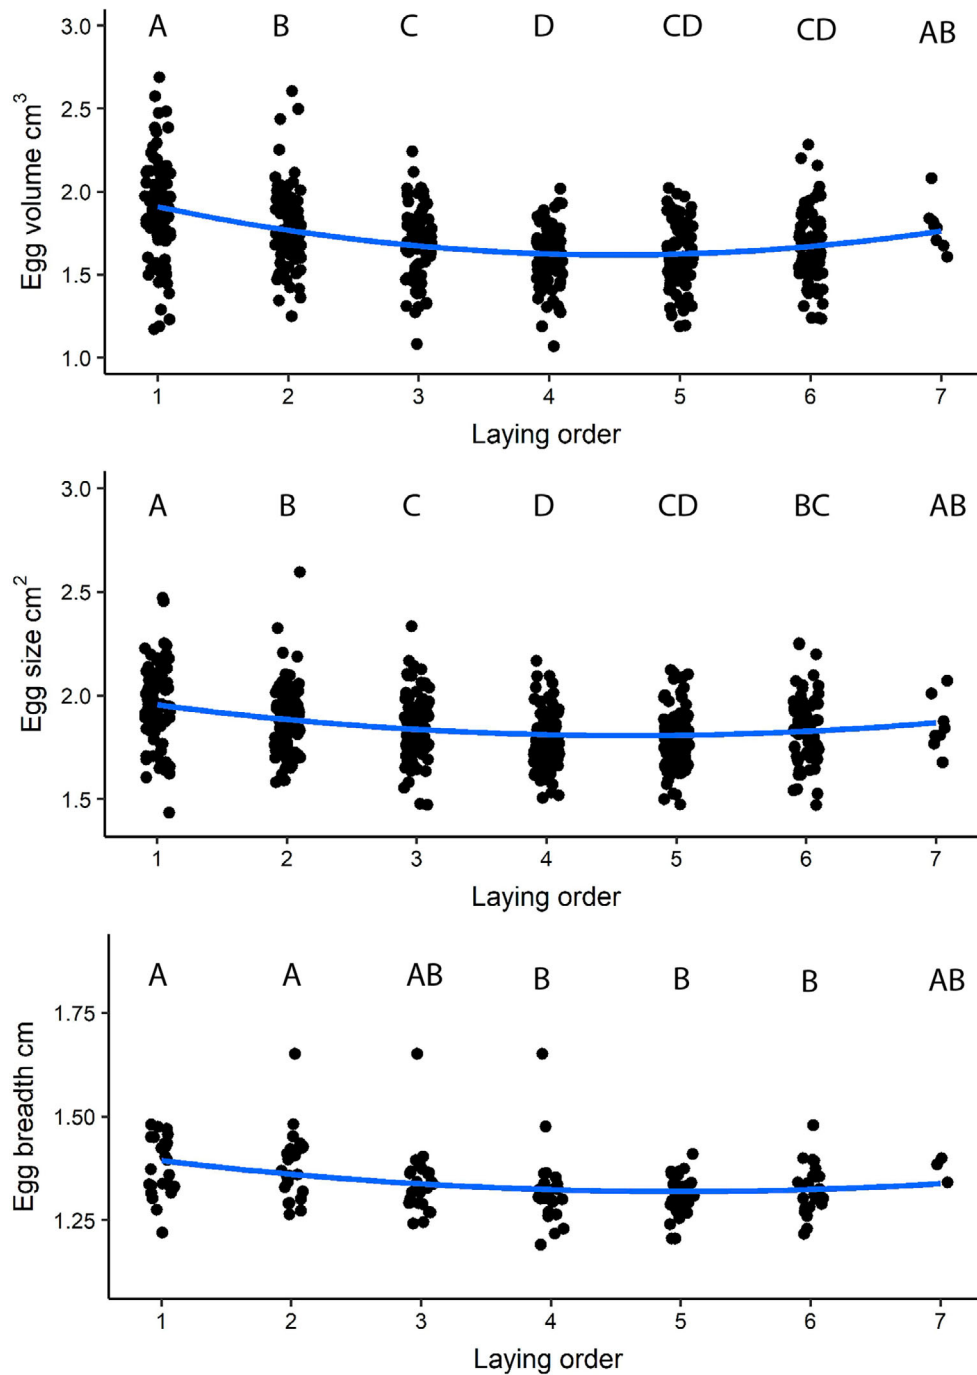 A B C D CD CD AB
3.0
2.5
2.0
1.5
1.0
Egg volume cm³
1 2 3 4 5 6 7
Laying order
A B C D CD BC AB
3.0
2.5
2.0
1.5
Egg size cm²
1 2 3 4 5 6 7
Laying order
A A AB B B B AB
1.75
1.50
1.25
Egg breadth cm
1 2 3 4 5 6 7
Laying order